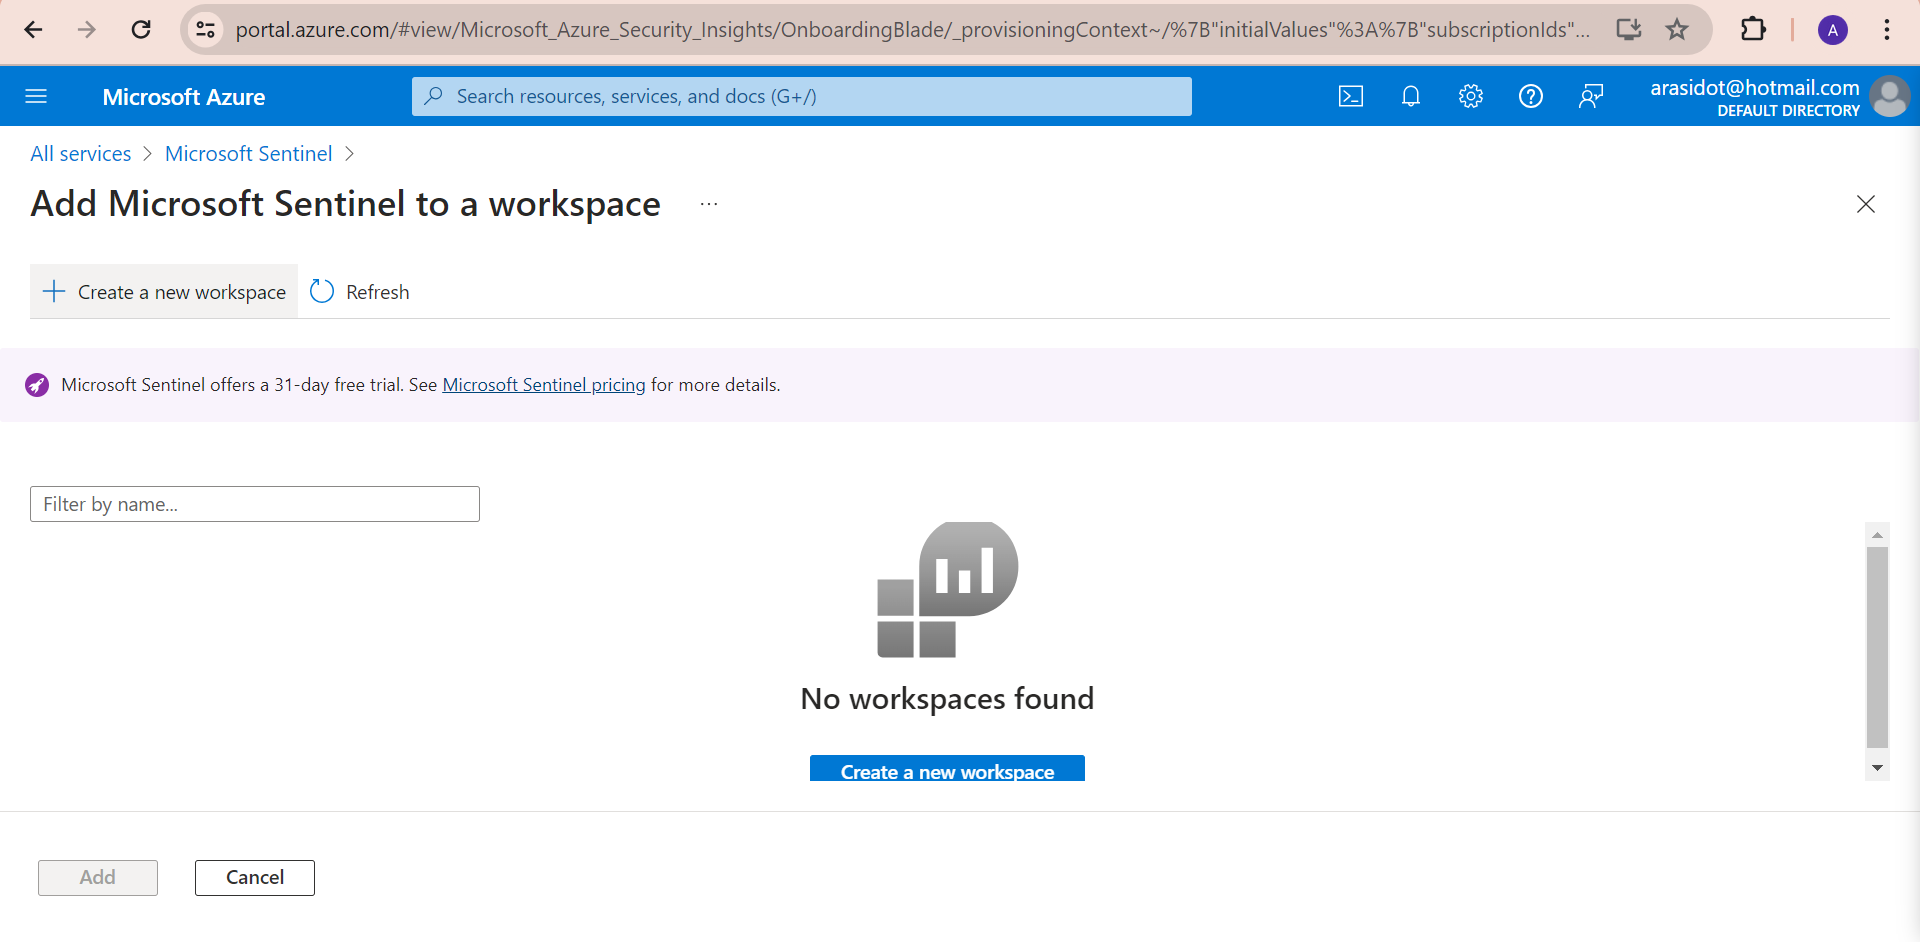 portal.azure.com/#view/Microsoft_Azure_Security_Insights/OnboardingBlade/_provisioningContext~/%7B"initialValues"%3A%7B"subscriptionIds"...
A
Microsoft Azure
Search resources, services, and docs (G+/)
arasidot@hotmail.com
DEFAULT DIRECTORY
All services > Microsoft Sentinel >
Add Microsoft Sentinel to a workspace ...
Create a new workspace
Refresh
Microsoft Sentinel offers a 31-day free trial. See Microsoft Sentinel pricing for more details.
Filter by name...
No workspaces found
Create a new workspace
Add
Cancel